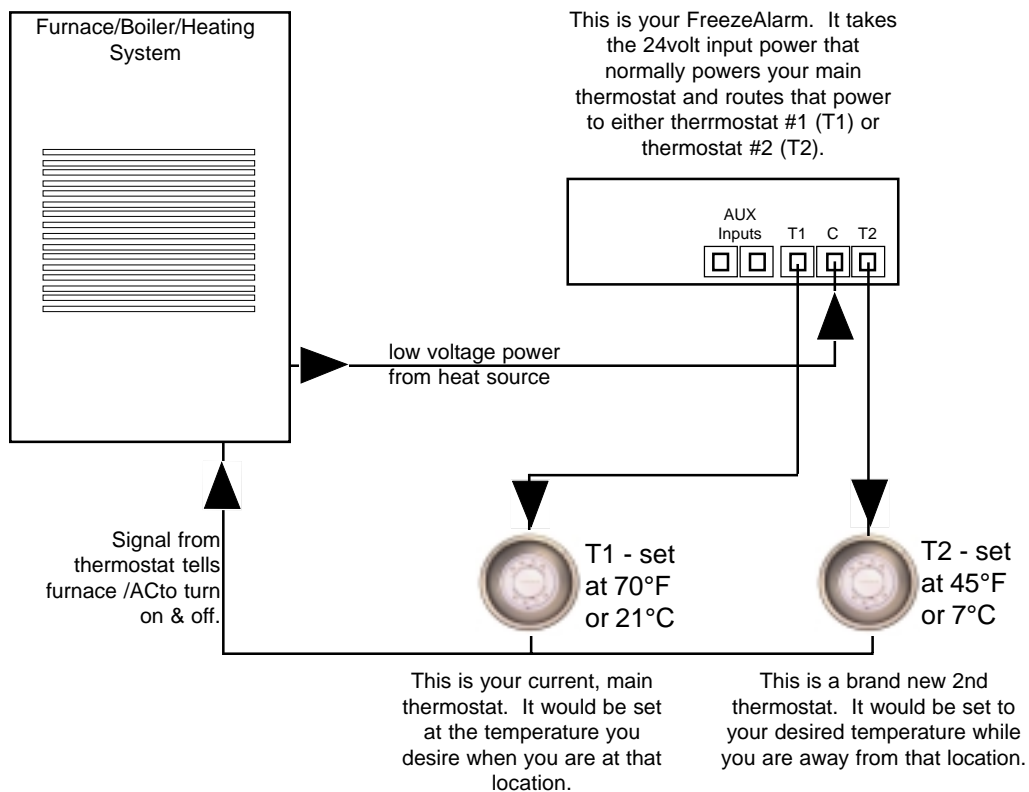 Furnace/Boiler/Heating
System
This is your FreezeAlarm. It takes
the 24volt input power that
normally powers your main
thermostat and routes that power
to either therrmostat #1 (T1) or
thermostat #2 (T2).
AUX
Inputs
T1
C
T2
low voltage power
from heat source
Signal from
thermostat tells
furnace /ACto turn
on & off.
T1 - set
at 70°F
or 21°C
T2 - set
at 45°F
or 7°C
This is your current, main
thermostat. It would be set
at the temperature you
desire when you are at that
location.
This is a brand new 2nd
thermostat. It would be set to
your desired temperature while
you are away from that location.